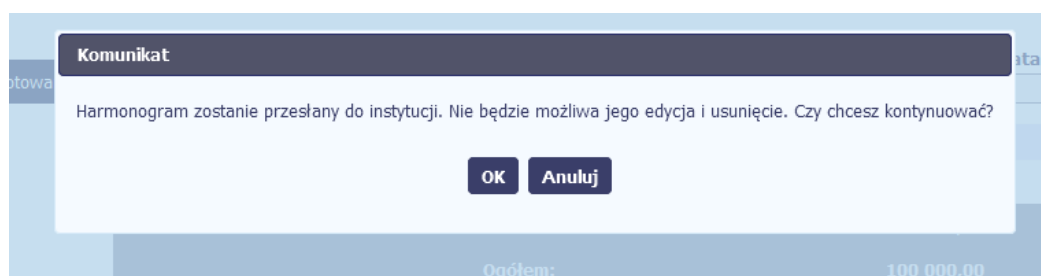 Komunikat
Harmonogram zostanie przesłany do instytucji. Nie będzie możliwa jego edycja i usunięcie. Czy chcesz kontynuować?
OK Anuluj
Ogółem: 100 000,00